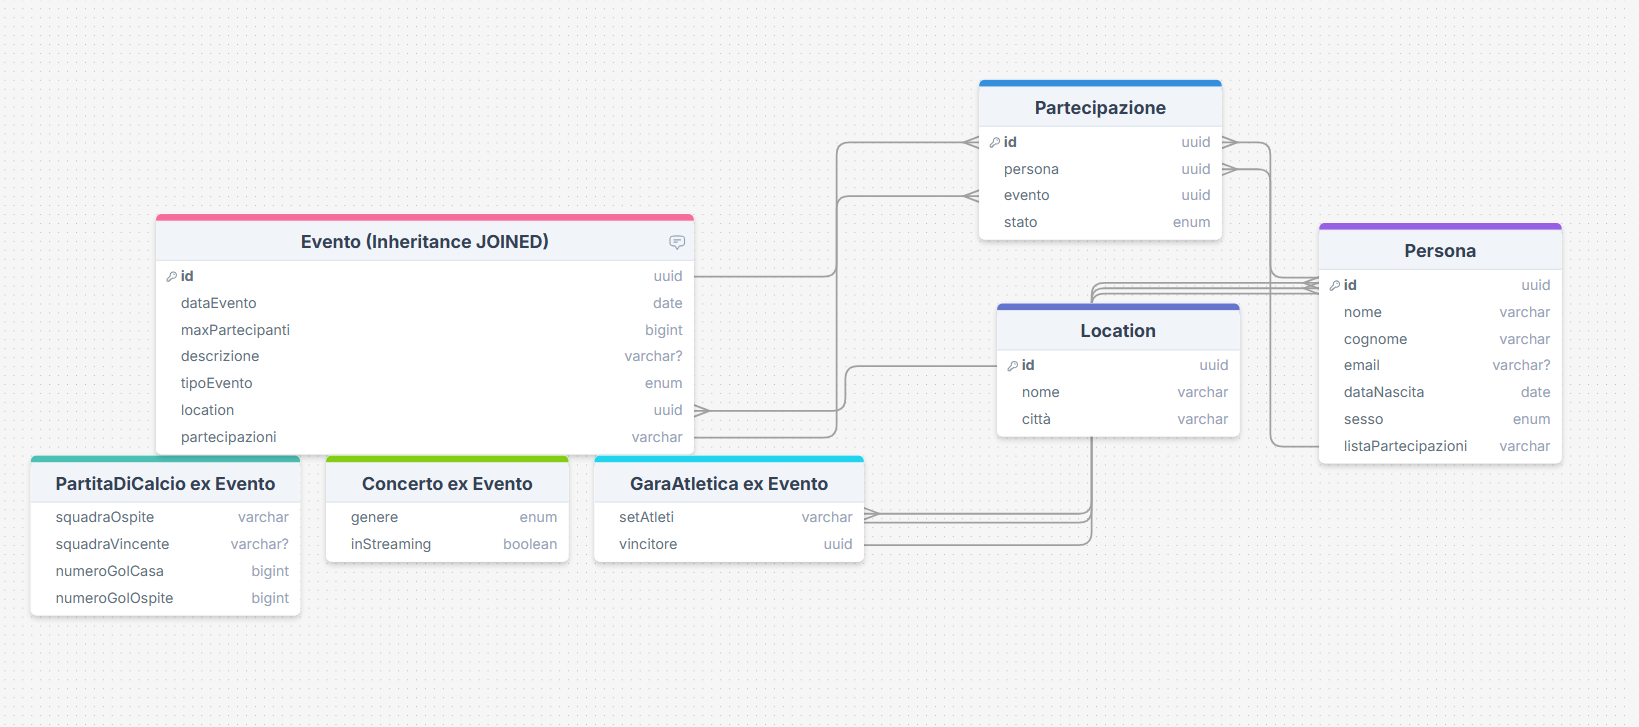 Partecipazione
id uuid
persona uuid
evento uuid
stato enum
Evento (Inheritance JOINED)
id uuid
dataEvento date
maxPartecipanti bigint
descrizione varchar?
tipoEvento enum
location uuid
partecipazioni varchar
Persona
id uuid
nome varchar
cognome varchar
email varchar?
dataNascita date
sesso enum
listaPartecipazioni varchar
Location
id uuid
nome varchar
città varchar
PartitaDiCalcio ex Evento
squadraOspite varchar
squadraVincente varchar?
numeroGolCasa bigint
numeroGolOspite bigint
Concerto ex Evento
genere enum
inStreaming boolean
GaraAtletica ex Evento
setAtleti varchar
vincitore uuid